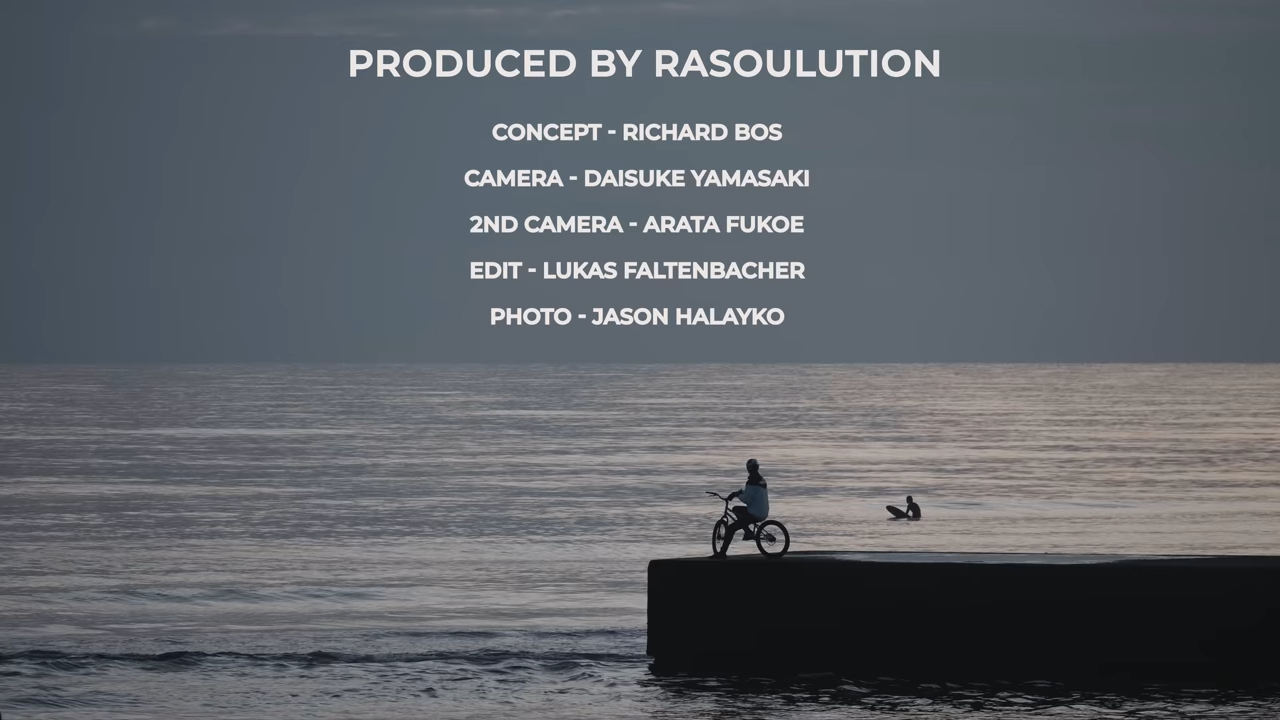 PRODUCED BY RASOULUTION
CONCEPT - RICHARD BOS
CAMERA - DAISUKE YAMASAKI
2ND CAMERA - ARATA FUKOE
EDIT - LUKAS FALTENBACHER
PHOTO - JASON HALAYKO